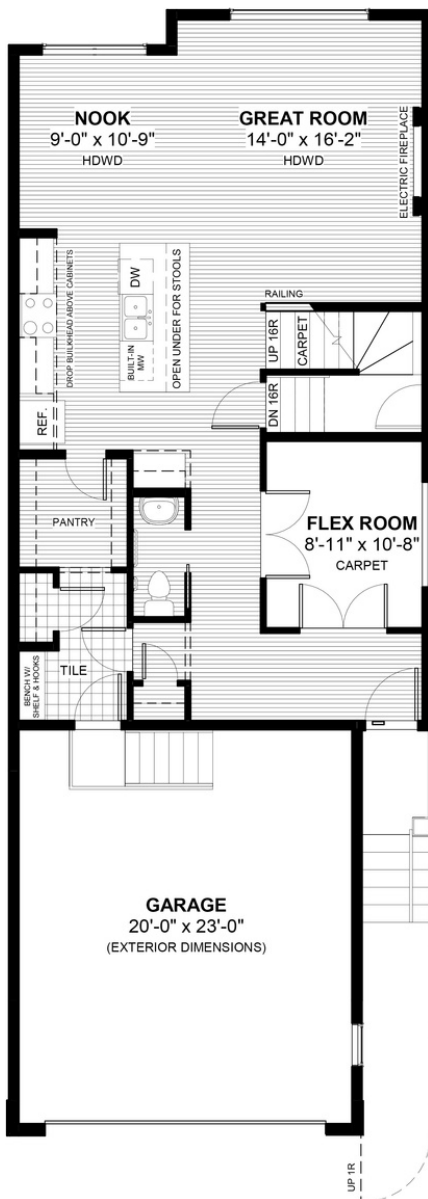 NOOK
9'-0" x 10'-9"
HDWD
GREAT ROOM
14'-0" x 16'-2"
HDWD
ELECTRIC FIREPLACE
DROP BULKHEAD ABOVE CABINETS
DW
BUILT-IN
MW
OPEN UNDER FOR STOOLS
RAILING
UP 16R
CARPET
DN 16R
REF.
PANTRY
FLEX ROOM
8'-11" x 10'-8"
CARPET
TILE
BENCH W/
SHELF & HOOKS
GARAGE
20'-0" x 23'-0"
(EXTERIOR DIMENSIONS)
UP 1R